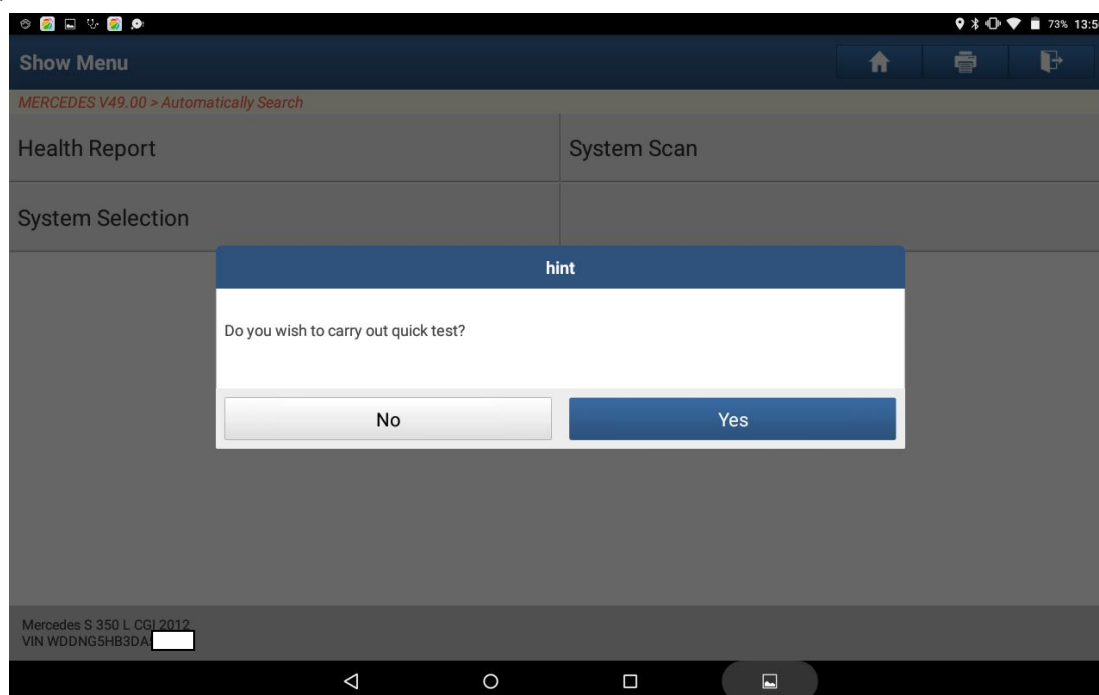 73% 13:5
Show Menu
MERCEDES V49.00 > Automatically Search
Health Report
System Scan
System Selection
hint
Do you wish to carry out quick test?
No
Yes
Mercedes S 350 L CGI 2012
VIN WDDNG5HB3DA